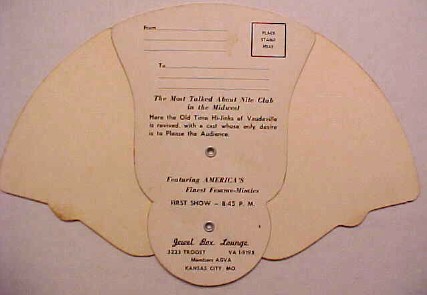 From
PLACE
STAMP
HERE
To
The Most Talked About Nite Club
in the Midwest
Here the Old Time Hi-Jinks of Vaudeville
is revived, with a cast whose only desire
is to Please the Audience.
Featuring AMERICA'S
Finest Femme-Mimics
FIRST SHOW — 8:45 P. M.
Jewel Box Lounge
3223 TROOST
Members AGVA
KANSAS CITY, MO.